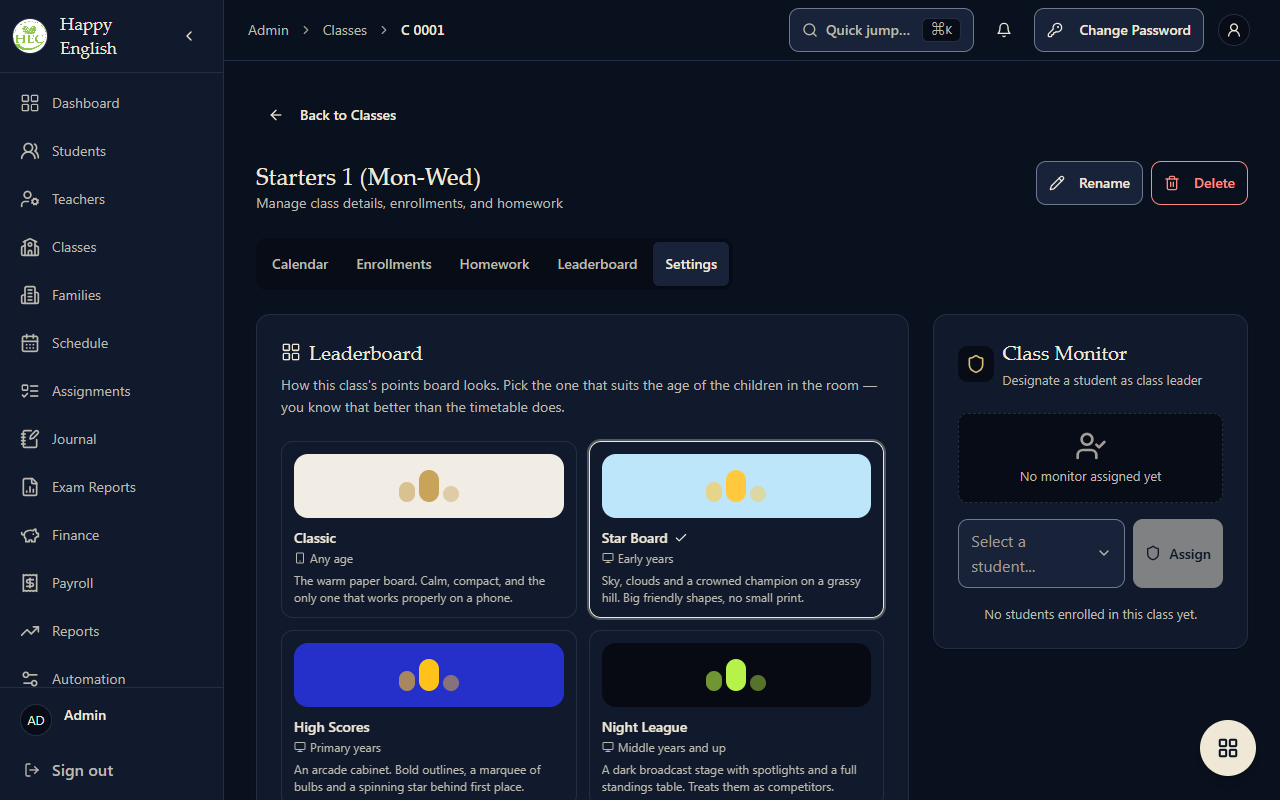 HEC
Happy
English
Admin
Classes
C 0001
Quick jump...
⌘K
Change Password
Dashboard
Students
Teachers
Classes
Families
Schedule
Assignments
Journal
Exam Reports
Finance
Payroll
Reports
Automation
AD
Admin
Sign out
Back to Classes
Starters 1 (Mon-Wed)
Manage class details, enrollments, and homework
Rename
Delete
Calendar
Enrollments
Homework
Leaderboard
Settings
Leaderboard
How this class's points board looks. Pick the one that suits the age of the children in the room —
you know that better than the timetable does.
Classic
Any age
The warm paper board. Calm, compact, and the
only one that works properly on a phone.
Star Board
Early years
Sky, clouds and a crowned champion on a grassy
hill. Big friendly shapes, no small print.
High Scores
Primary years
An arcade cabinet. Bold outlines, a marquee of
bulbs and a spinning star behind first place.
Night League
Middle years and up
A dark broadcast stage with spotlights and a full
standings table. Treats them as competitors.
Class Monitor
Designate a student as class leader
No monitor assigned yet
Select a
student...
Assign
No students enrolled in this class yet.